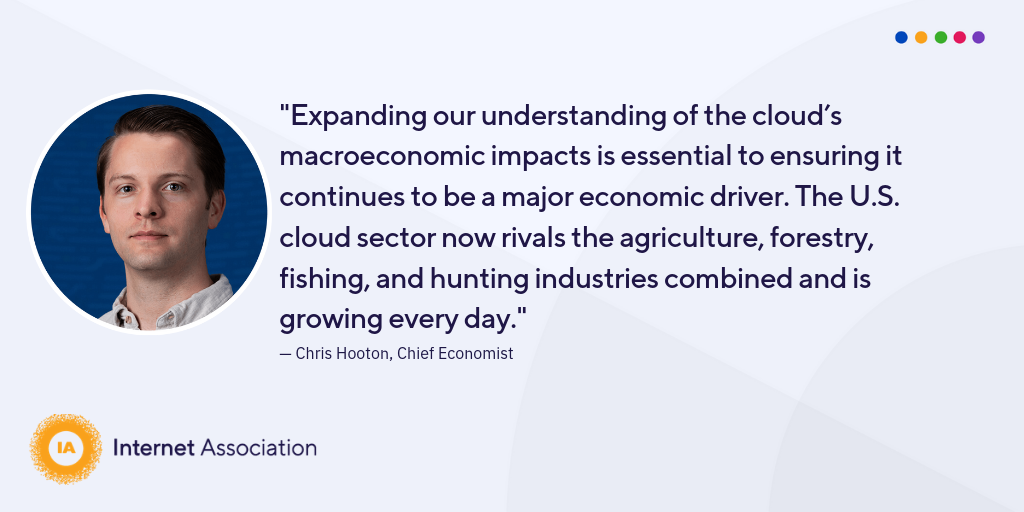 "Expanding our understanding of the cloud’s
macroeconomic impacts is essential to ensuring it
continues to be a major economic driver. The U.S.
cloud sector now rivals the agriculture, forestry,
fishing, and hunting industries combined and is
growing every day."
— Chris Hooton, Chief Economist
IA
Internet Association